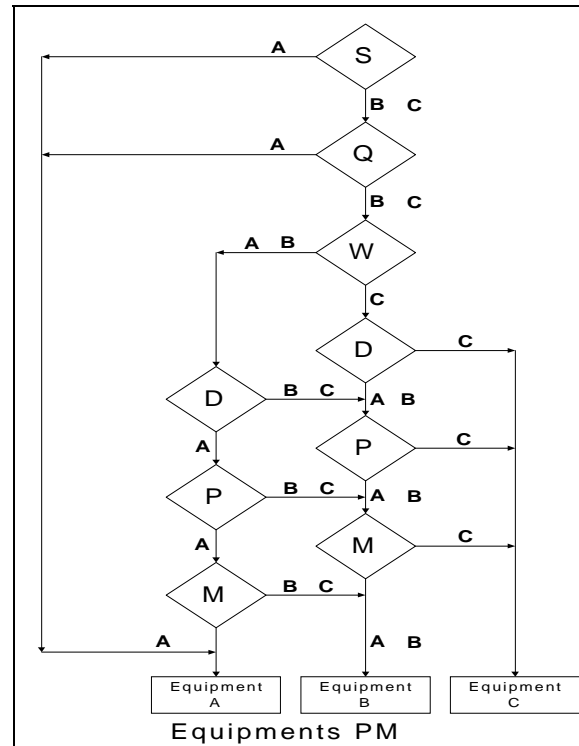 A S
B C
A Q
B C
A B W
C
D C
D B C A B
A P C
P B C A B
A M C
M B C
A A B
Equipment A
Equipment B
Equipment C
Equipments PM